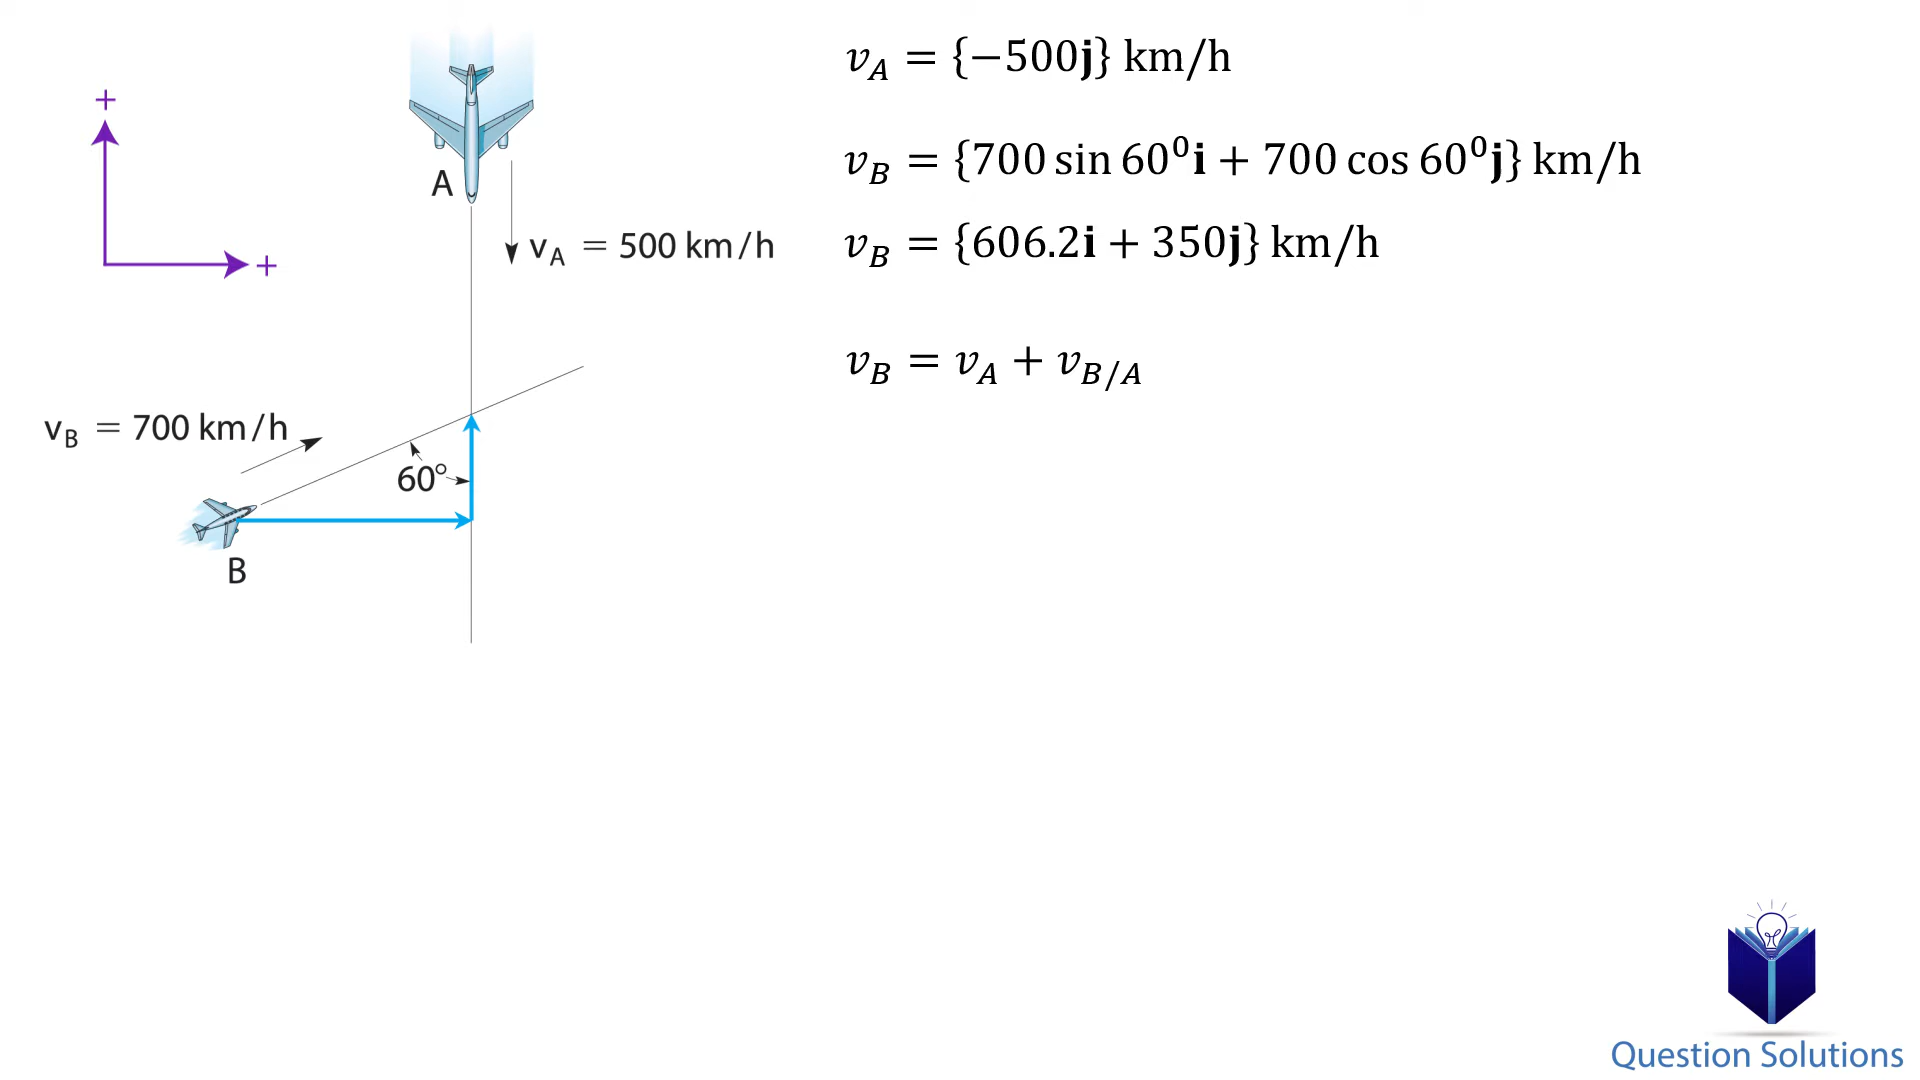 v_A = {−500𝐣} km/h
v_B = {700 sin 60⁰𝐢 + 700 cos 60⁰𝐣} km/h
v_B = {606.2𝐢 + 350𝐣} km/h
v_B = v_A + v_{B/A}
+
+
A
v_A = 500 km/h
v_B = 700 km/h
60°
B
Question Solutions